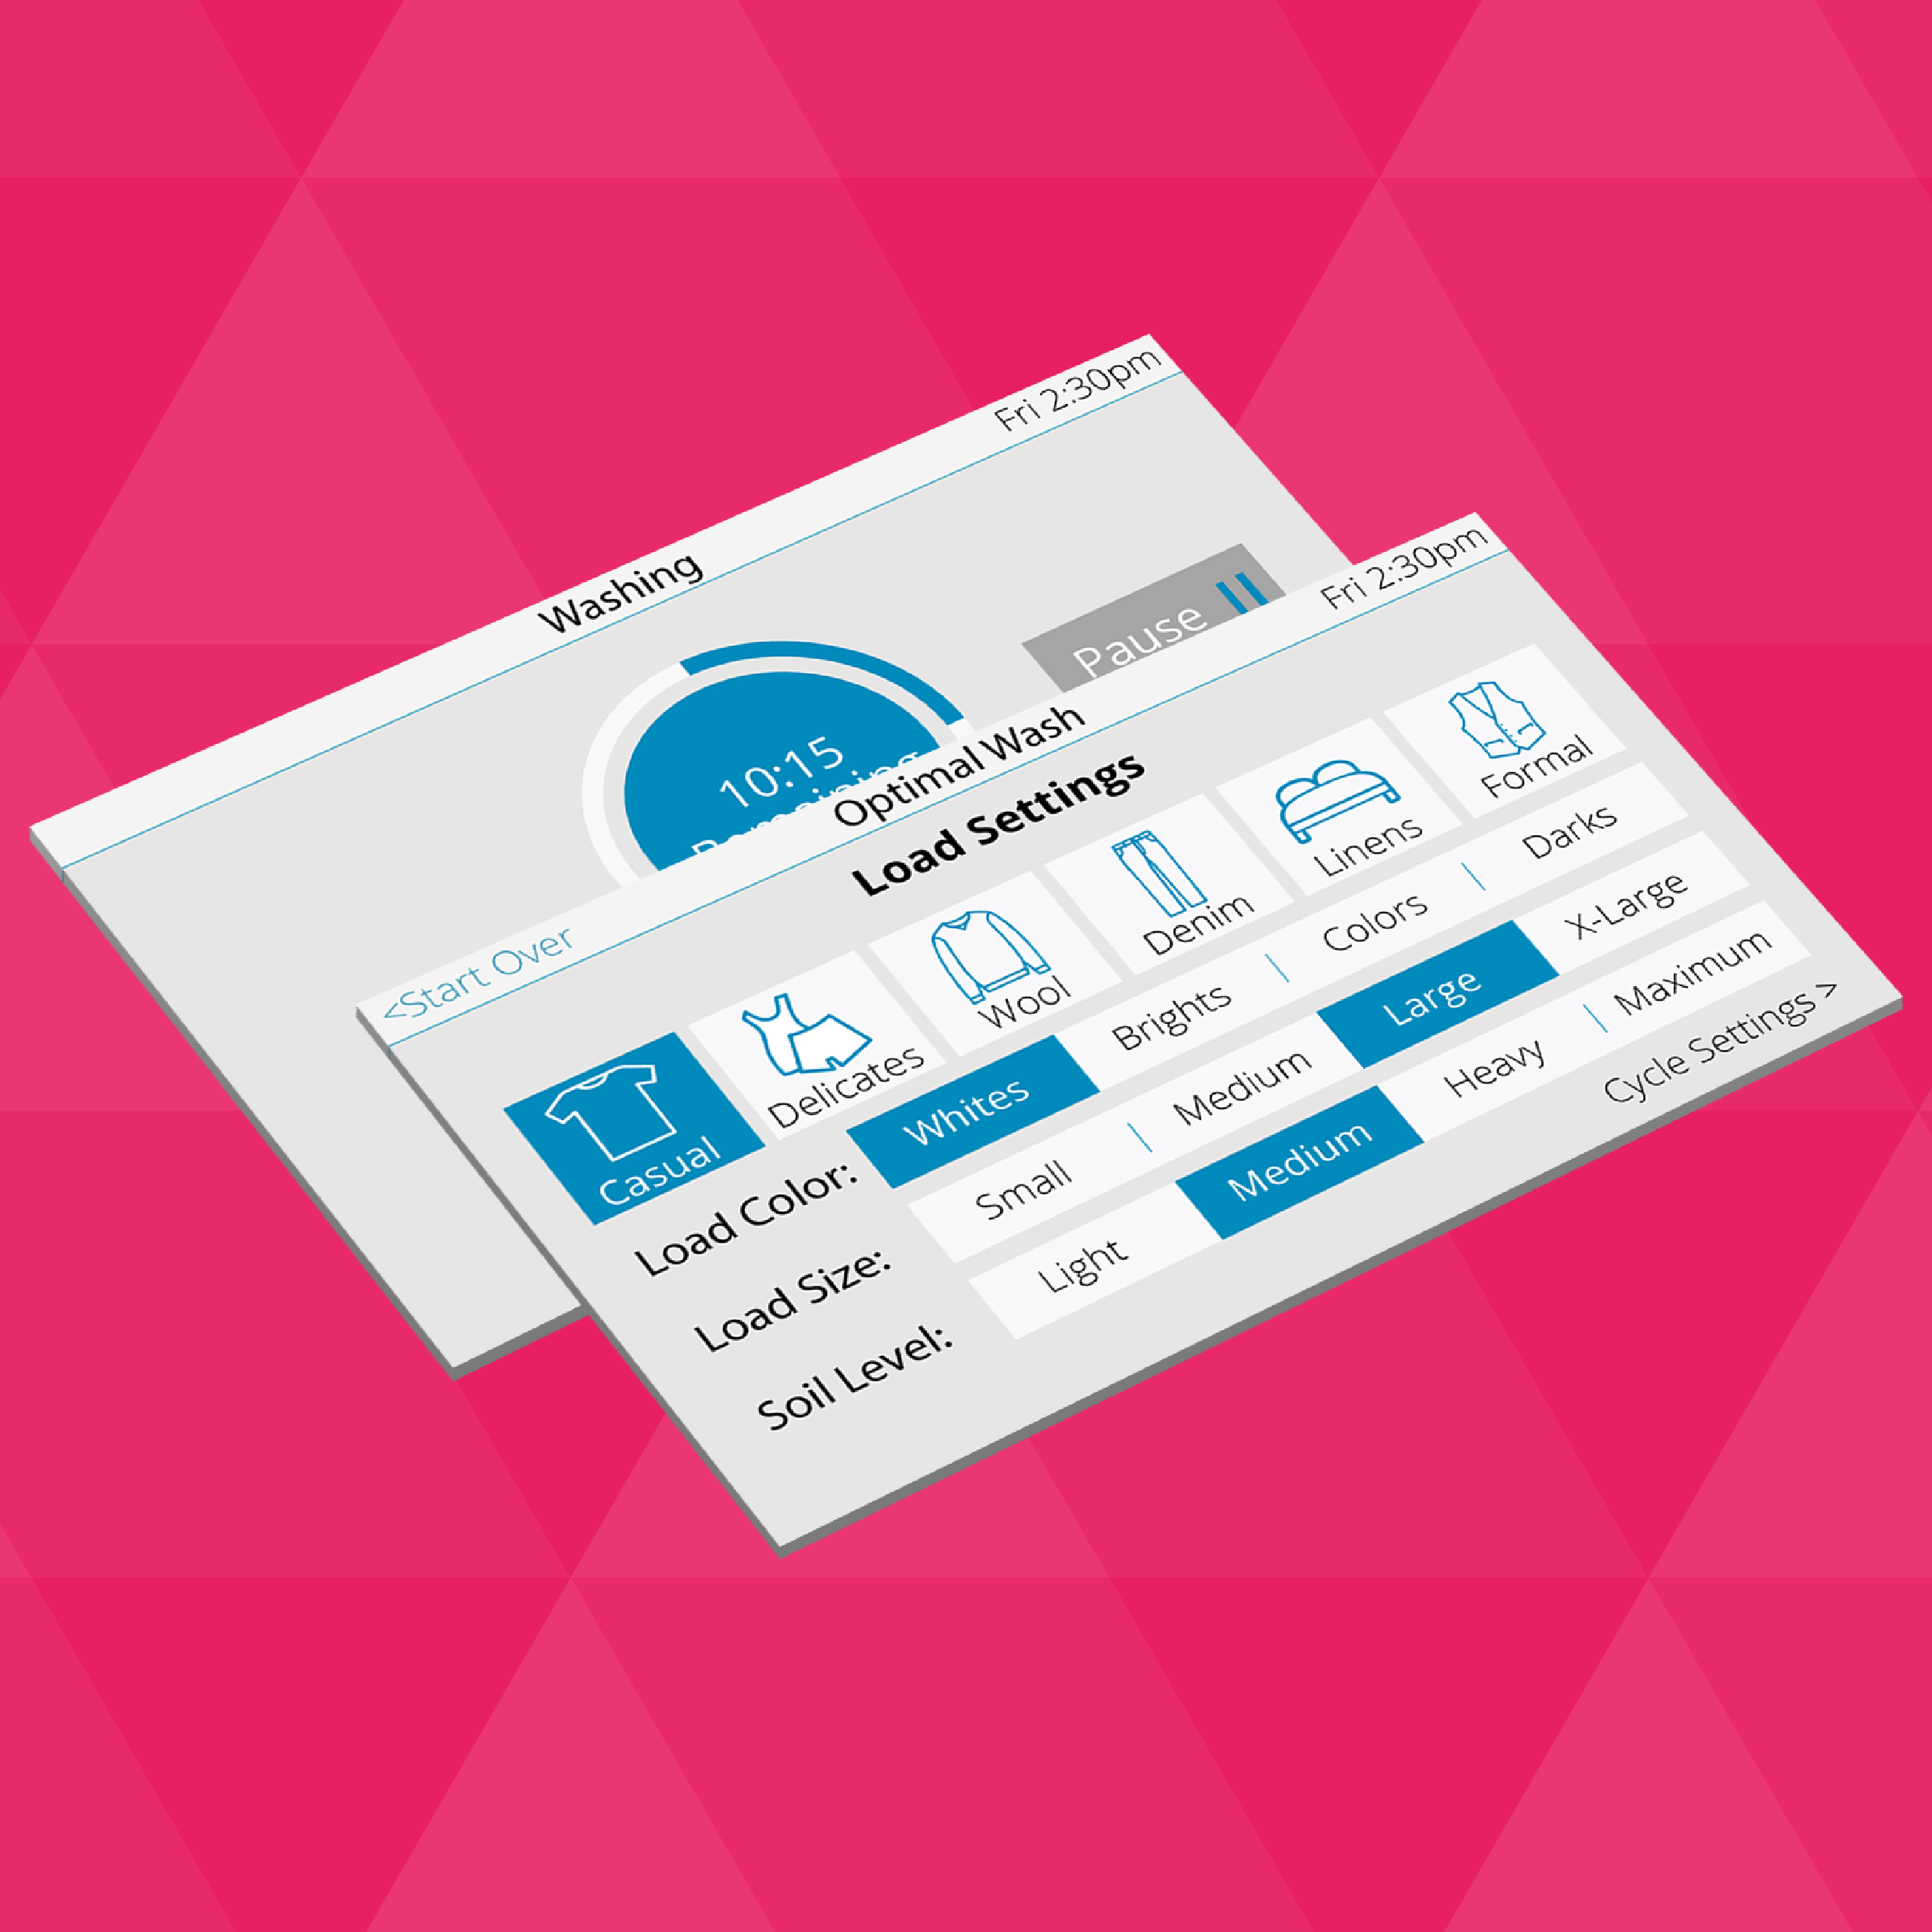 Washing
Fri 2:30pm
Pause
10:15
Remaining
<Start Over
Optimal Wash
Fri 2:30pm
Load Settings
Casual
Delicates
Wool
Denim
Linens
Formal
Load Color:
Whites
Brights
Colors
Darks
Load Size:
Small
Medium
Large
X-Large
Soil Level:
Light
Medium
Heavy
Maximum
Cycle Settings >